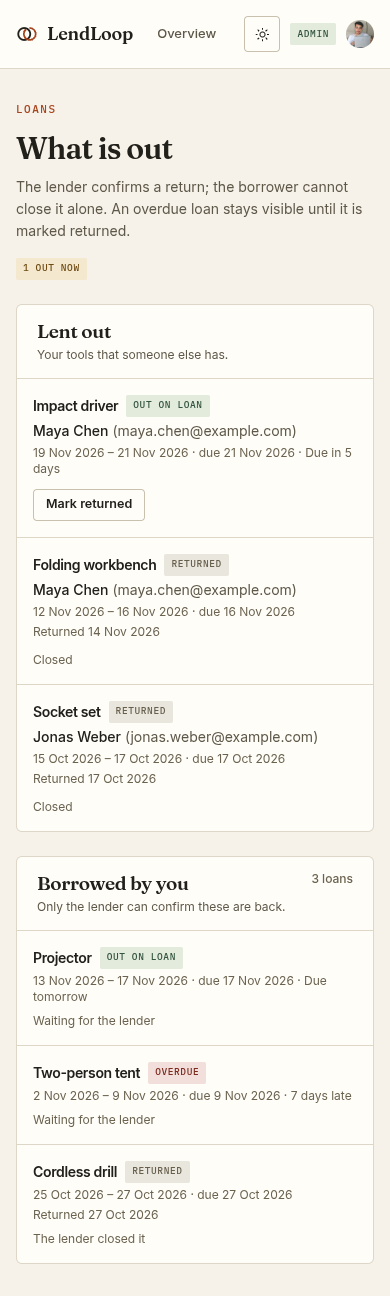 LendLoop
Overview
ADMIN
LOANS
What is out
The lender confirms a return; the borrower cannot
close it alone. An overdue loan stays visible until it is
marked returned.
1 OUT NOW
Lent out
Your tools that someone else has.
Impact driver OUT ON LOAN
Maya Chen (maya.chen@example.com)
19 Nov 2026 – 21 Nov 2026 · due 21 Nov 2026 · Due in 5
days
Mark returned
Folding workbench RETURNED
Maya Chen (maya.chen@example.com)
12 Nov 2026 – 16 Nov 2026 · due 16 Nov 2026
Returned 14 Nov 2026
Closed
Socket set RETURNED
Jonas Weber (jonas.weber@example.com)
15 Oct 2026 – 17 Oct 2026 · due 17 Oct 2026
Returned 17 Oct 2026
Closed
Borrowed by you
3 loans
Only the lender can confirm these are back.
Projector OUT ON LOAN
13 Nov 2026 – 17 Nov 2026 · due 17 Nov 2026 · Due
tomorrow
Waiting for the lender
Two-person tent OVERDUE
2 Nov 2026 – 9 Nov 2026 · due 9 Nov 2026 · 7 days late
Waiting for the lender
Cordless drill RETURNED
25 Oct 2026 – 27 Oct 2026 · due 27 Oct 2026
Returned 27 Oct 2026
The lender closed it